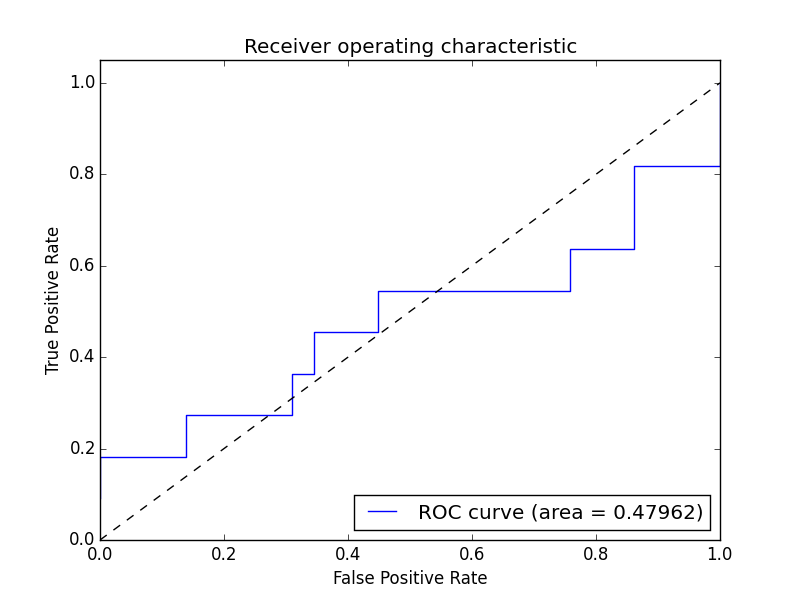 Receiver operating characteristic
1.0
0.8
0.6
0.4
0.2
0.0
True Positive Rate
ROC curve (area = 0.47962)
0.0 0.2 0.4 0.6 0.8 1.0
False Positive Rate